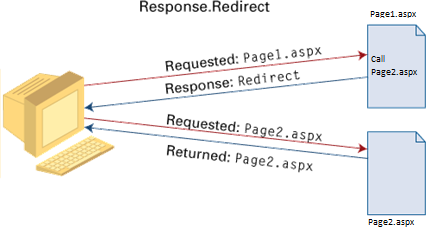 Response.Redirect
Page1.aspx
Requested: Page1.aspx
Call
Page2.aspx
Response: Redirect
Requested: Page2.aspx
Returned: Page2.aspx
Page2.aspx